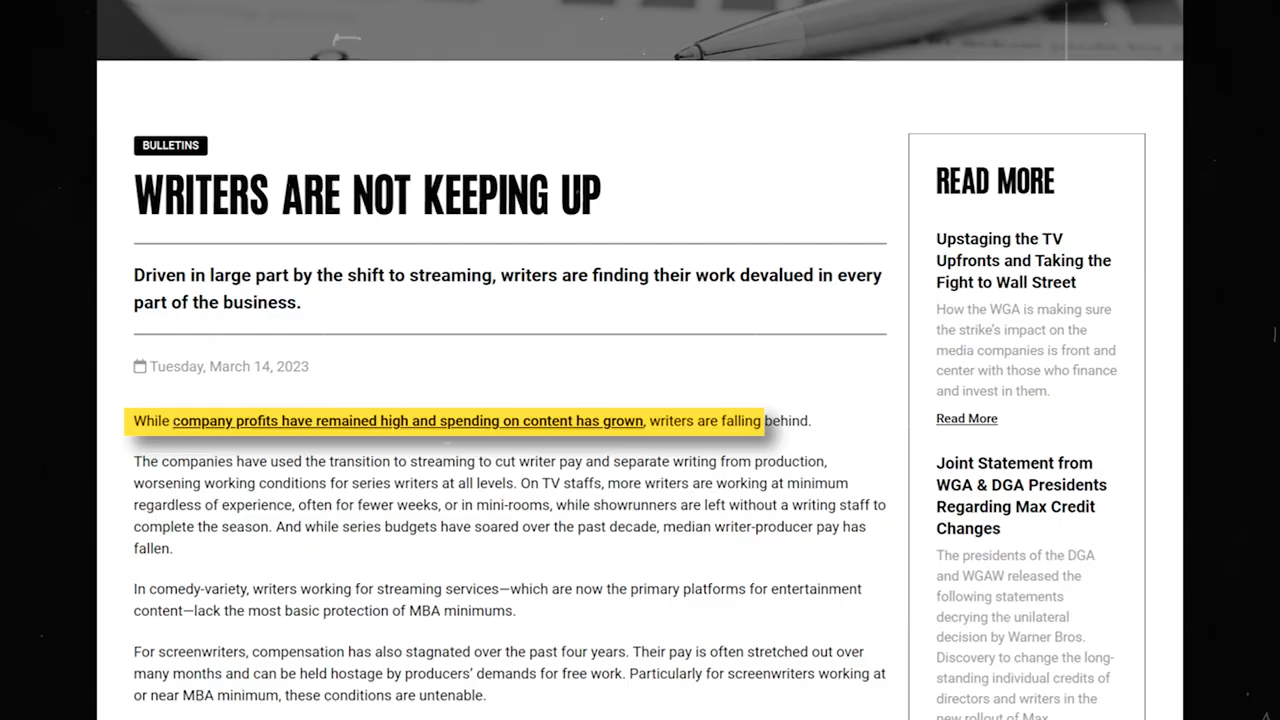 BULLETINS
WRITERS ARE NOT KEEPING UP
Driven in large part by the shift to streaming, writers are finding their work devalued in every
part of the business.
Tuesday, March 14, 2023
While company profits have remained high and spending on content has grown, writers are falling behind.
The companies have used the transition to streaming to cut writer pay and separate writing from production,
worsening working conditions for series writers at all levels. On TV staffs, more writers are working at minimum
regardless of experience, often for fewer weeks, or in mini-rooms, while showrunners are left without a writing staff to
complete the season. And while series budgets have soared over the past decade, median writer-producer pay has
fallen.
In comedy-variety, writers working for streaming services—which are now the primary platforms for entertainment
content—lack the most basic protection of MBA minimums.
For screenwriters, compensation has also stagnated over the past four years. Their pay is often stretched out over
many months and can be held hostage by producers’ demands for free work. Particularly for screenwriters working at
or near MBA minimum, these conditions are untenable.
READ MORE
Upstaging the TV
Upfronts and Taking the
Fight to Wall Street
How the WGA is making sure
the strike’s impact on the
media companies is front and
center with those who finance
and invest in them.
Read More
Joint Statement from
WGA & DGA Presidents
Regarding Max Credit
Changes
The presidents of the DGA
and WGAW released the
following statements
decrying the unilateral
decision by Warner Bros.
Discovery to change the long-
standing individual credits of
directors and writers in the
new rollout of Max